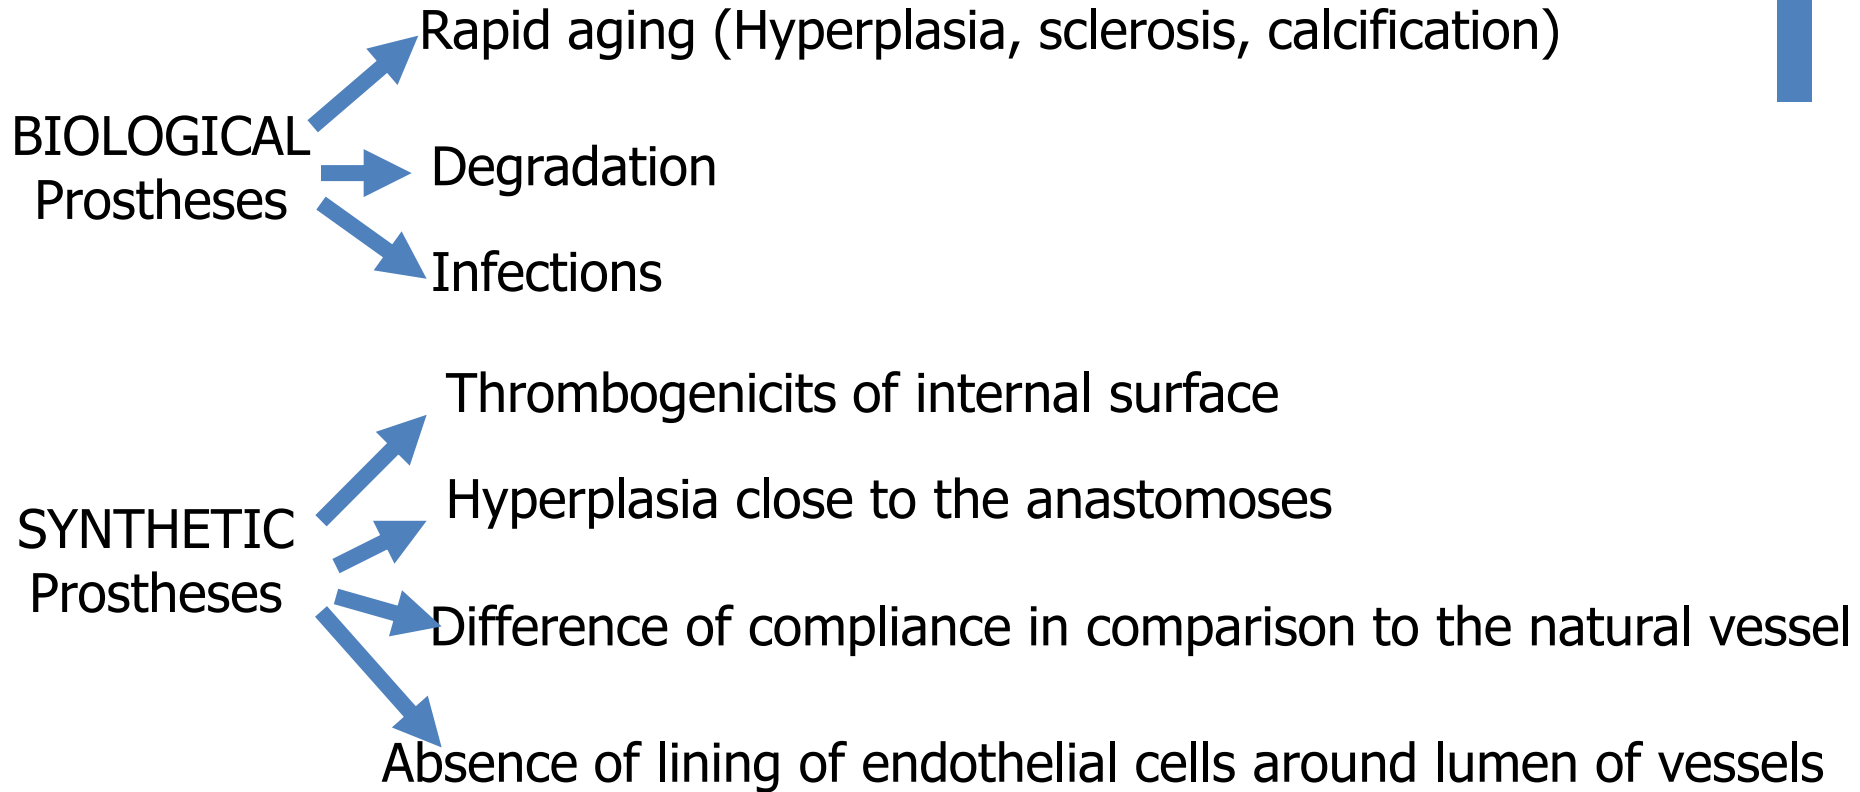 Rapid aging (Hyperplasia, sclerosis, calcification)
BIOLOGICAL
Prostheses
Degradation
Infections
Thrombogenicits of internal surface
Hyperplasia close to the anastomoses
SYNTHETIC
Prostheses
Difference of compliance in comparison to the natural vessel
Absence of lining of endothelial cells around lumen of vessels